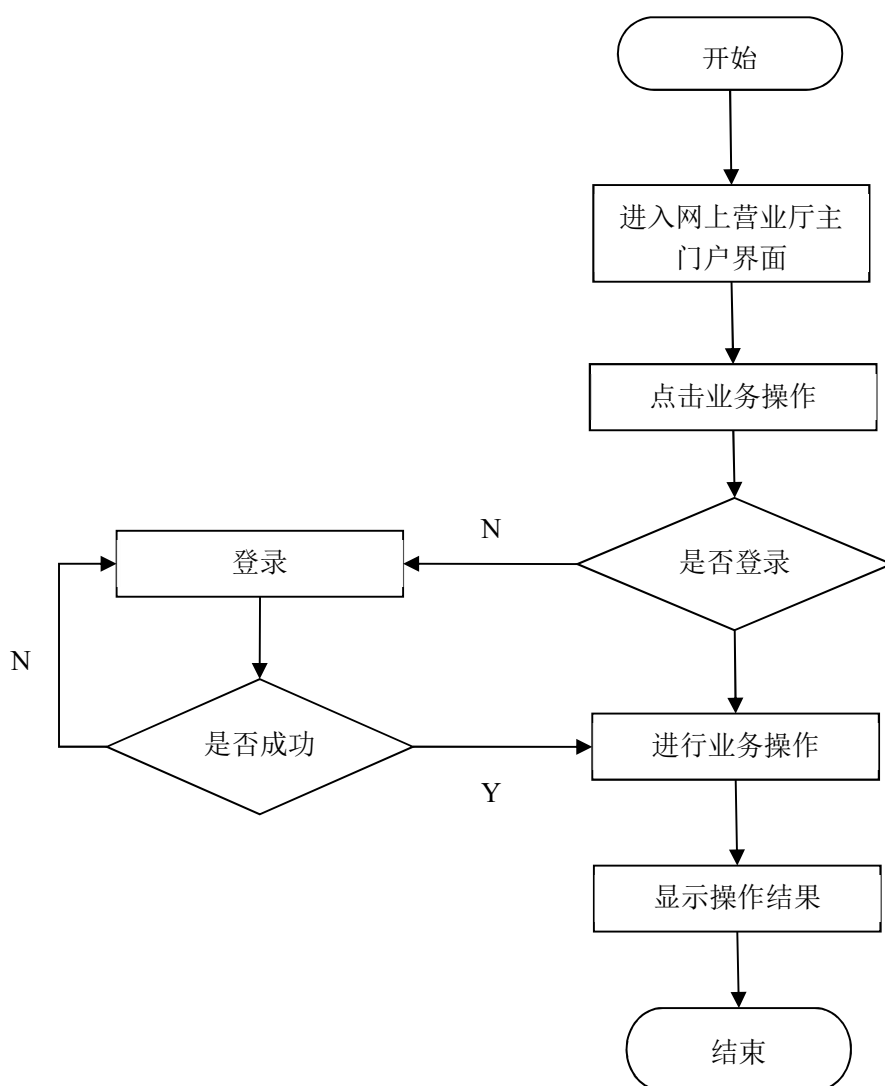 开始
进入网上营业厅主
门户界面
点击业务操作
N
登录
是否登录
N
是否成功
进行业务操作
Y
显示操作结果
结束